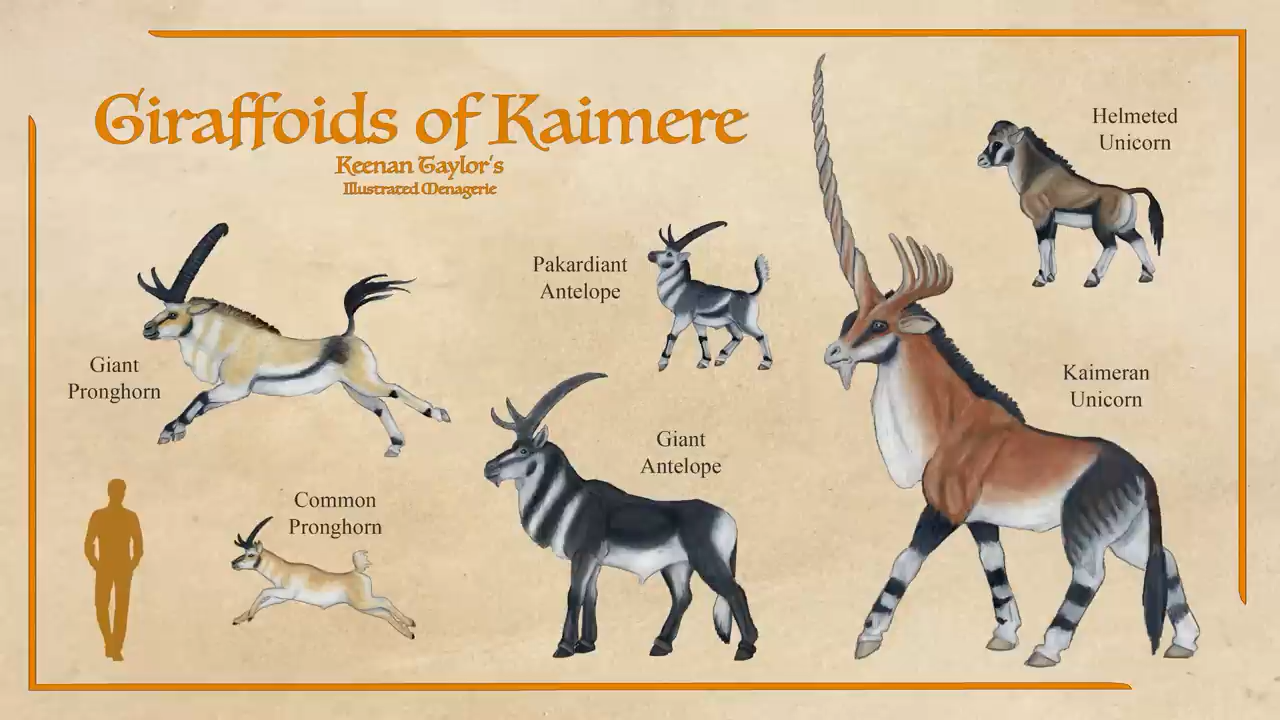 Giraffoids of Kaimere
Keenan Taylor's
Illustrated Menagerie
Helmeted
Unicorn
Pakardiant
Antelope
Giant
Pronghorn
Kaimeran
Unicorn
Giant
Antelope
Common
Pronghorn